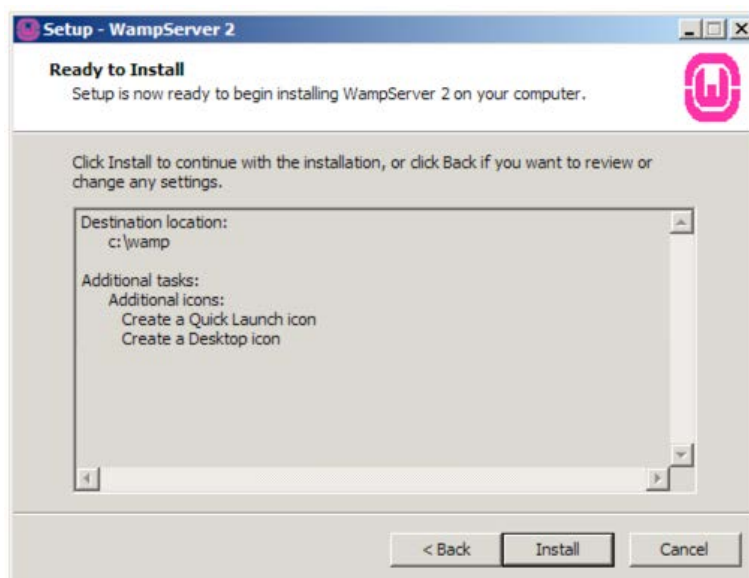 Setup - WampServer 2
Ready to Install
Setup is now ready to begin installing WampServer 2 on your computer.
Click Install to continue with the installation, or click Back if you want to review or
change any settings.
Destination location:
c:\wamp
Additional tasks:
Additional icons:
Create a Quick Launch icon
Create a Desktop icon
< Back
Install
Cancel